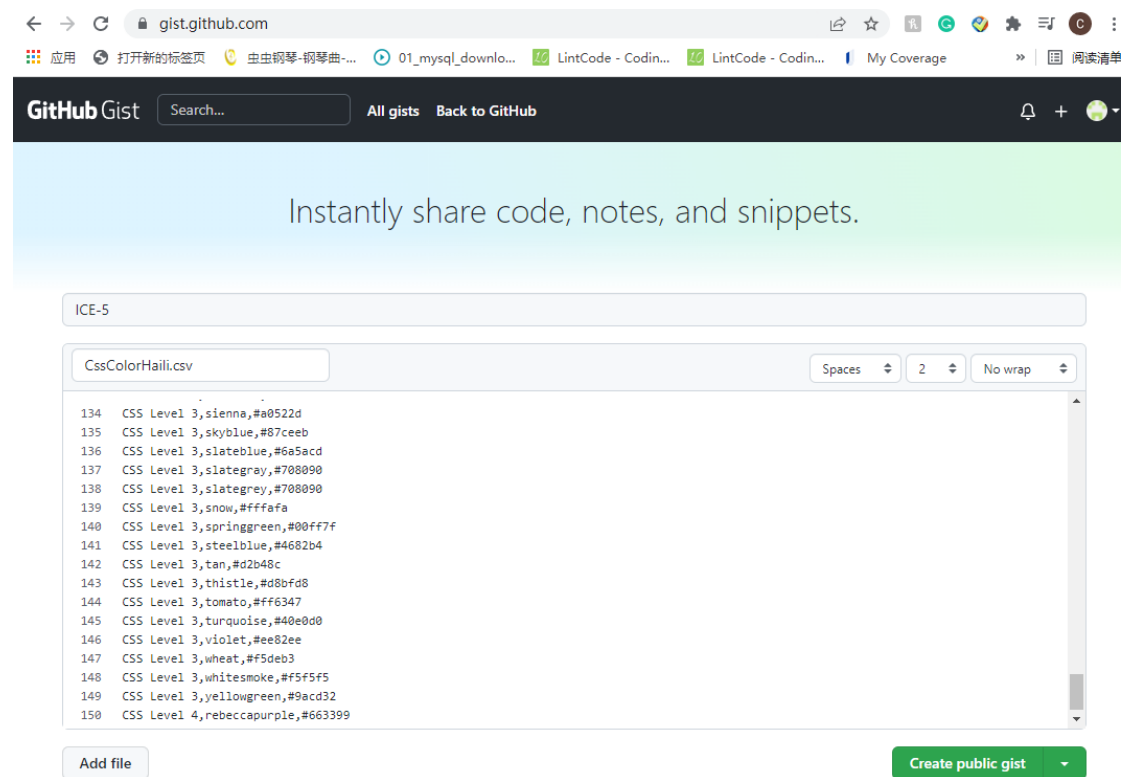 gist.github.com
C
应用 打开新的标签页 虫虫钢琴-钢琴曲-... 01_mysql_downlo... LintCode - Codin... LintCode - Codin... My Coverage » 阅读清单
GitHub Gist Search... All gists Back to GitHub
Instantly share code, notes, and snippets.
ICE-5
CssColorHaili.csv Spaces 2 No wrap
134 CSS Level 3,sienna,#a0522d
135 CSS Level 3,skyblue,#87ceeb
136 CSS Level 3,slateblue,#6a5acd
137 CSS Level 3,slategray,#708090
138 CSS Level 3,slategrey,#708090
139 CSS Level 3,snow,#fffafa
140 CSS Level 3,springgreen,#00ff7f
141 CSS Level 3,steelblue,#4682b4
142 CSS Level 3,tan,#d2b48c
143 CSS Level 3,thistle,#d8bfd8
144 CSS Level 3,tomato,#ff6347
145 CSS Level 3,turquoise,#40e0d0
146 CSS Level 3,violet,#ee82ee
147 CSS Level 3,wheat,#f5deb3
148 CSS Level 3,whitesmoke,#f5f5f5
149 CSS Level 3,yellowgreen,#9acd32
150 CSS Level 4,rebeccapurple,#663399
Add file Create public gist